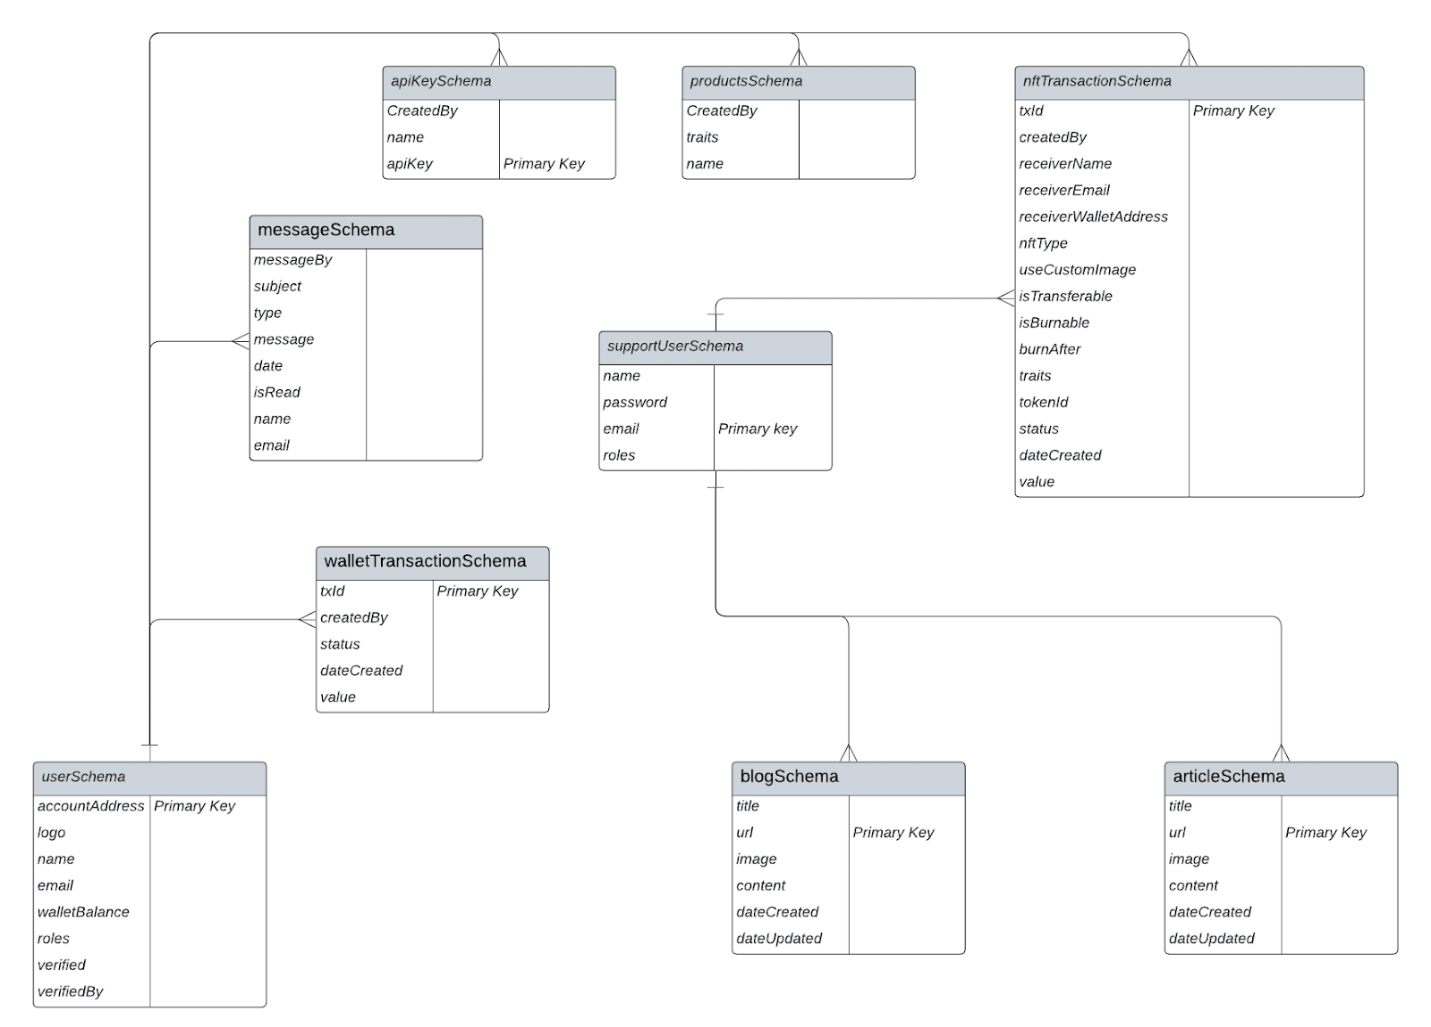 apiKeySchema
CreatedBy
name
apiKey Primary Key
productsSchema
CreatedBy
traits
name
nftTransactionSchema
txId Primary Key
createdBy
receiverName
receiverEmail
receiverWalletAddress
nftType
useCustomImage
isTransferable
isBurnable
burnAfter
traits
tokenId
status
dateCreated
value
messageSchema
messageBy
subject
type
message
date
isRead
name
email
supportUserSchema
name
password
email Primary key
roles
walletTransactionSchema
txId Primary Key
createdBy
status
dateCreated
value
userSchema
accountAddress Primary Key
logo
name
email
walletBalance
roles
verified
verifiedBy
blogSchema
title
url Primary Key
image
content
dateCreated
dateUpdated
articleSchema
title
url Primary Key
image
content
dateCreated
dateUpdated